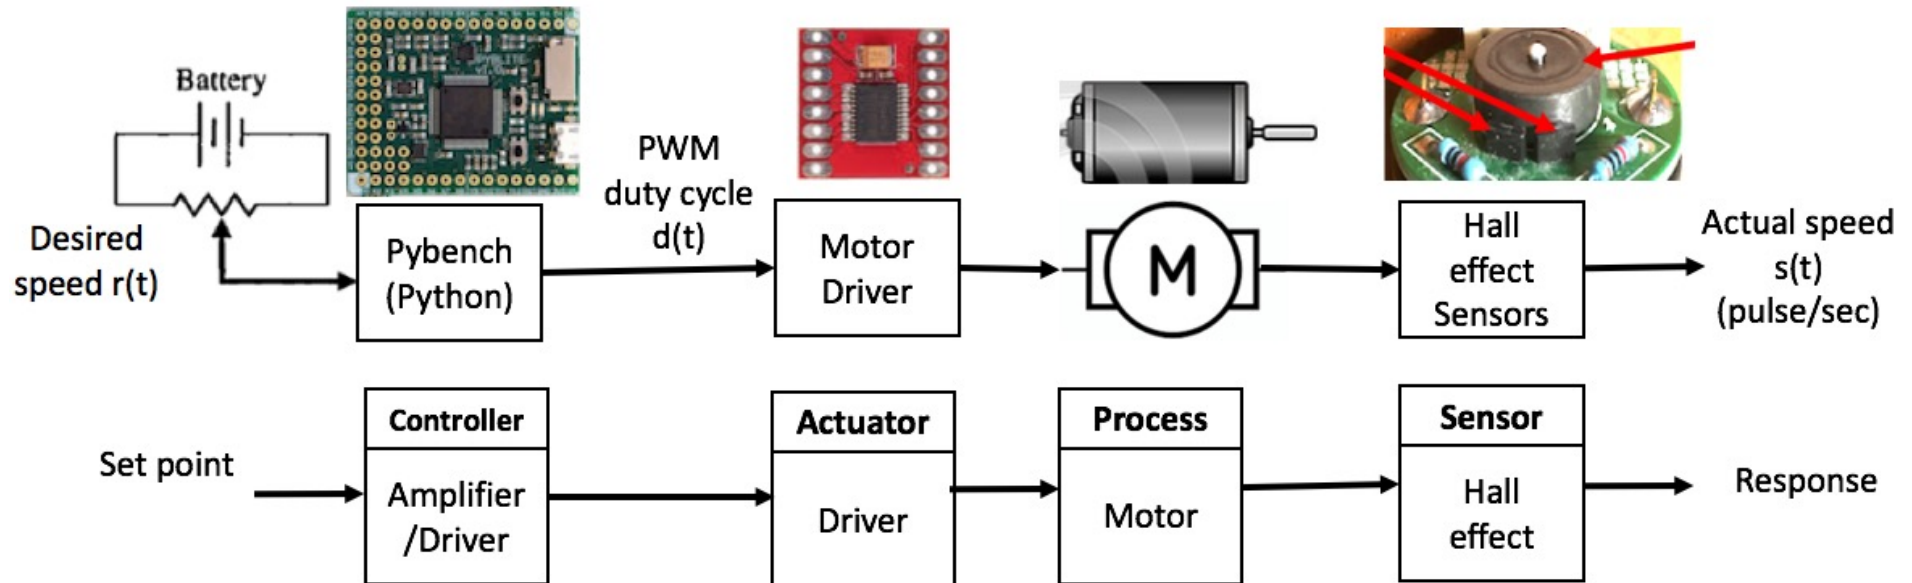 Battery
Desired
speed r(t)
Pybench
(Python)
PWM
duty cycle
d(t)
Motor
Driver
M
Hall
effect
Sensors
Actual speed
s(t)
(pulse/sec)
Set point
Controller
Amplifier
/Driver
Actuator
Driver
Process
Motor
Sensor
Hall
effect
Response